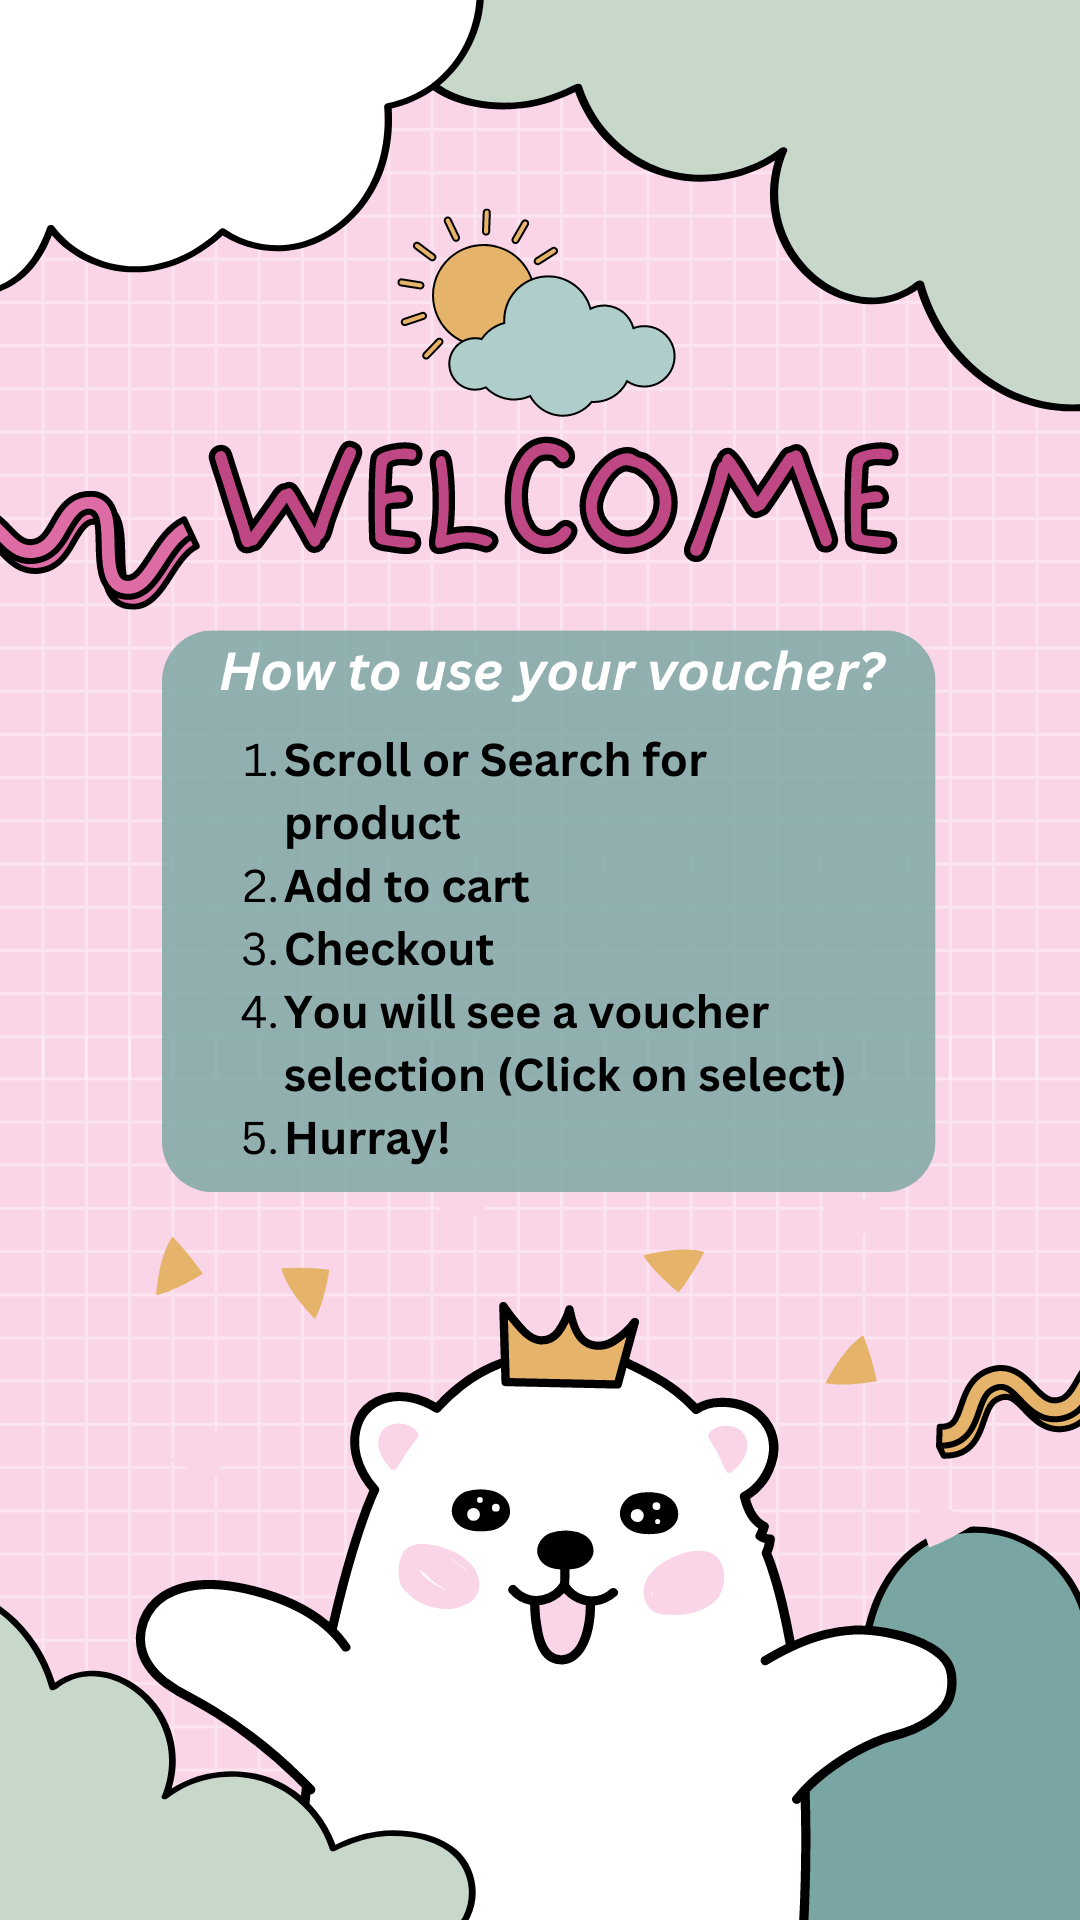 WELCOME
How to use your voucher?
1. Scroll or Search for
product
2. Add to cart
3. Checkout
4. You will see a voucher
selection (Click on select)
5. Hurray!